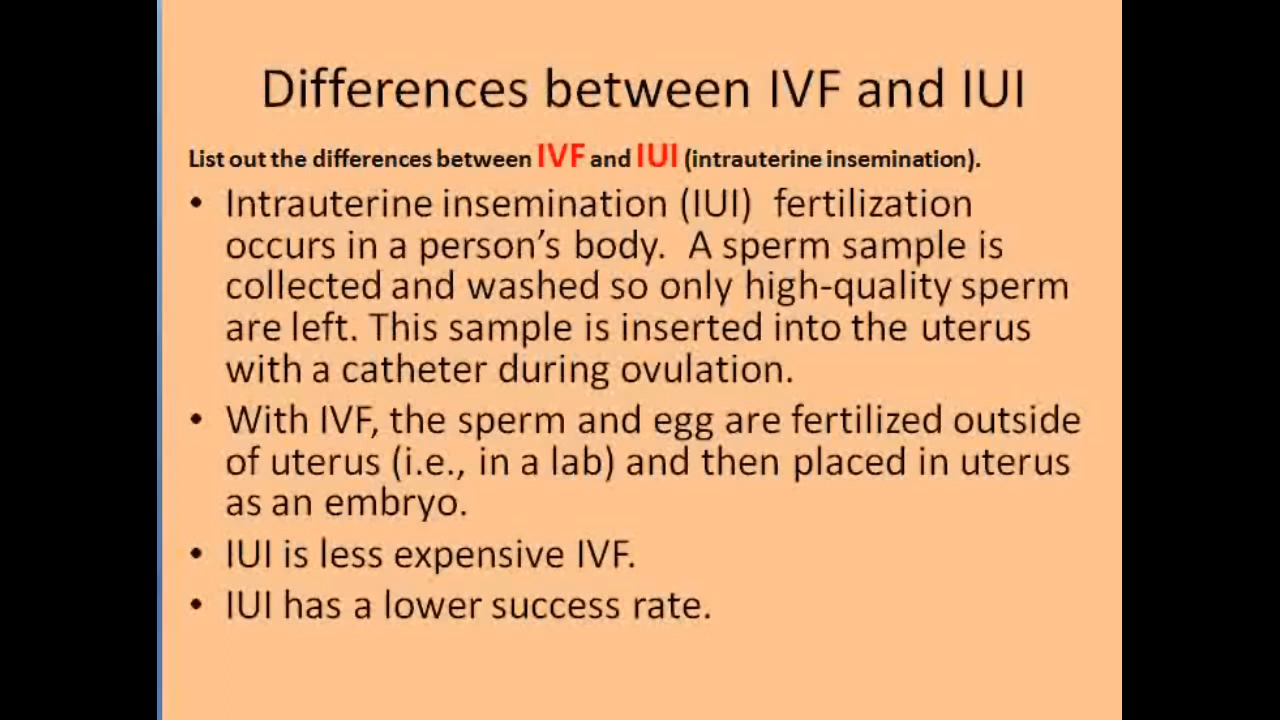 Differences between IVF and IUI
List out the differences between IVF and IUI (intrauterine insemination).
• Intrauterine insemination (IUI)  fertilization
occurs in a person’s body.  A sperm sample is
collected and washed so only high-quality sperm
are left. This sample is inserted into the uterus
with a catheter during ovulation.
• With IVF, the sperm and egg are fertilized outside
of uterus (i.e., in a lab) and then placed in uterus
as an embryo.
• IUI is less expensive IVF.
• IUI has a lower success rate.